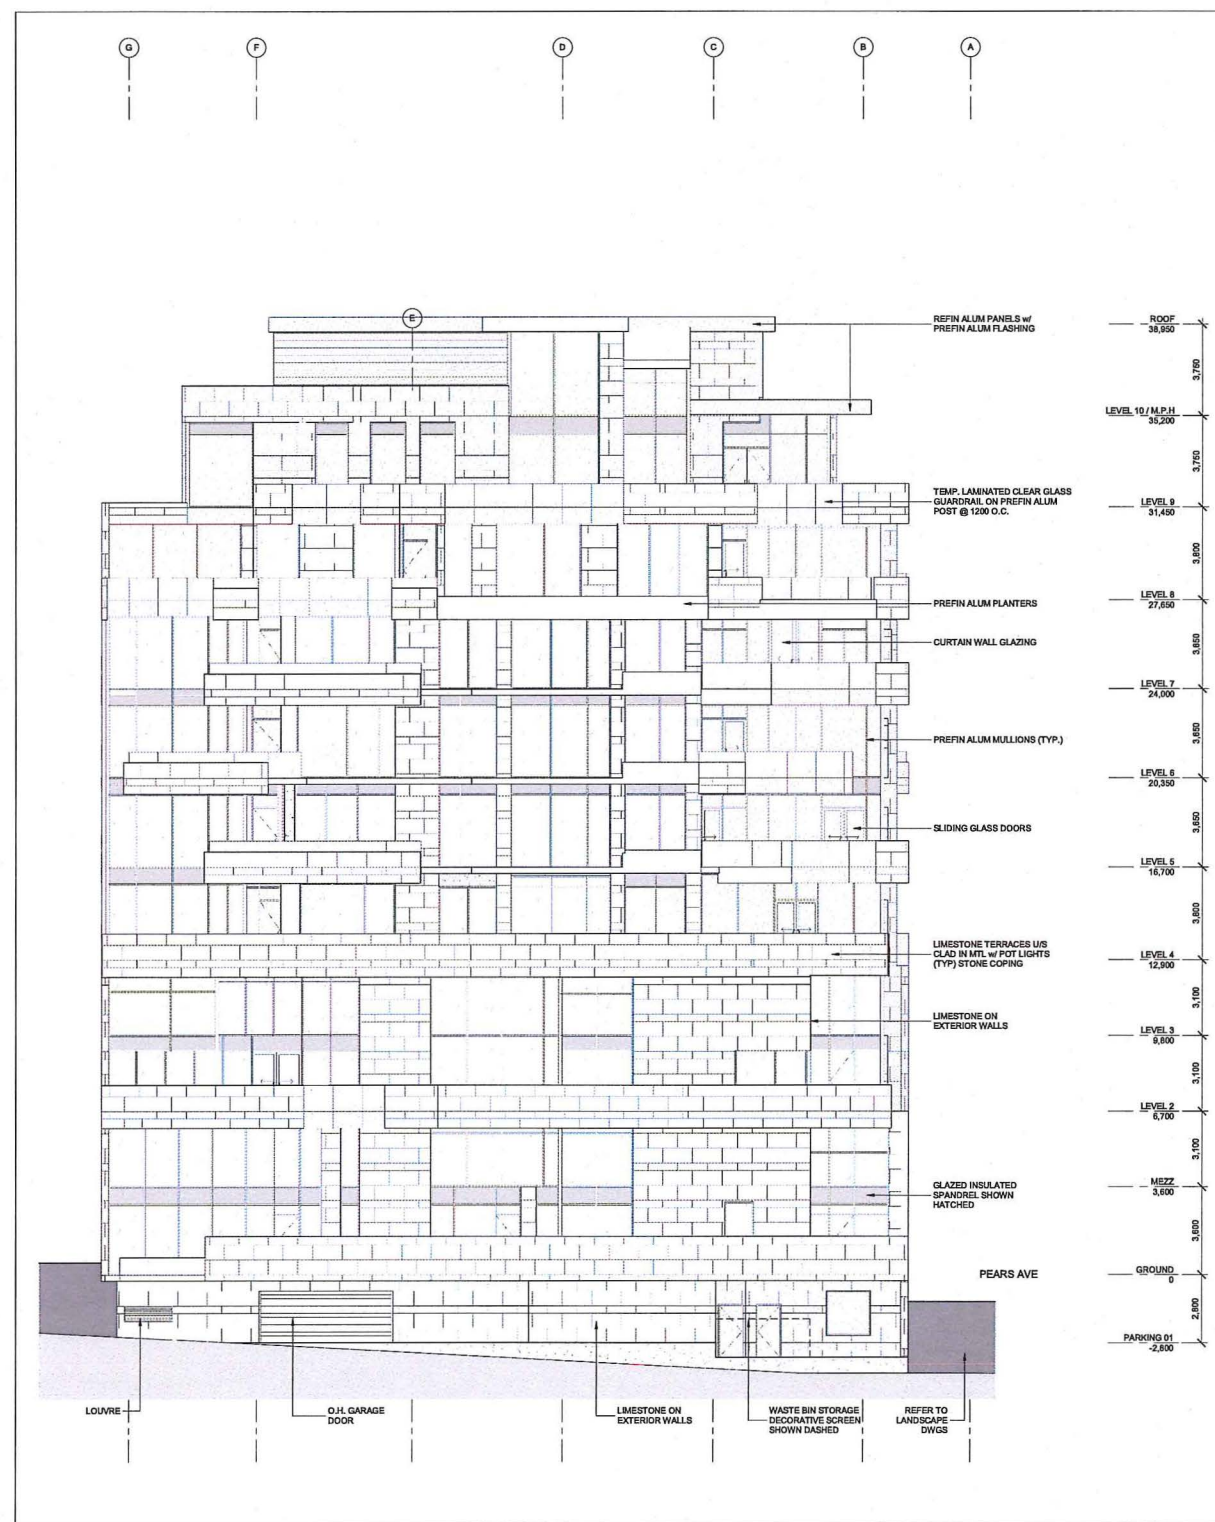 G F D C B A
E
REFIN ALUM PANELS w/
PREFIN ALUM FLASHING
ROOF
38,950
3,750
LEVEL 10 / M.P.H
35,200
3,750
TEMP. LAMINATED CLEAR GLASS
GUARDRAIL ON PREFIN ALUM
POST @ 1200 O.C.
LEVEL 9
31,450
3,800
LEVEL 8
27,650
PREFIN ALUM PLANTERS
3,650
CURTAIN WALL GLAZING
LEVEL 7
24,000
3,650
PREFIN ALUM MULLIONS (TYP.)
LEVEL 6
20,350
3,650
SLIDING GLASS DOORS
LEVEL 5
16,700
3,800
LIMESTONE TERRACES U/S
CLAD IN MTL w/ POT LIGHTS
(TYP) STONE COPING
LEVEL 4
12,900
3,100
LIMESTONE ON
EXTERIOR WALLS
LEVEL 3
9,800
3,100
LEVEL 2
6,700
3,100
GLAZED INSULATED
SPANDREL SHOWN
HATCHED
MEZZ
3,600
3,600
PEARS AVE
GROUND
0
2,800
PARKING 01
-2,800
LOUVRE
O.H. GARAGE
DOOR
LIMESTONE ON
EXTERIOR WALLS
WASTE BIN STORAGE
DECORATIVE SCREEN
SHOWN DASHED
REFER TO
LANDSCAPE
DWGS